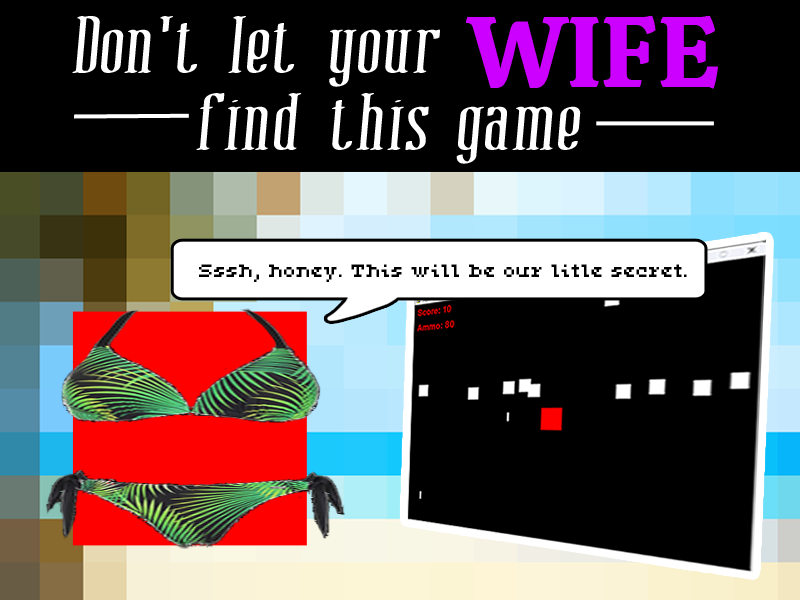 Don't let your WIFE
find this game
Sssh, honey. This will be our litle secret.
Score: 10
Ammo: 80